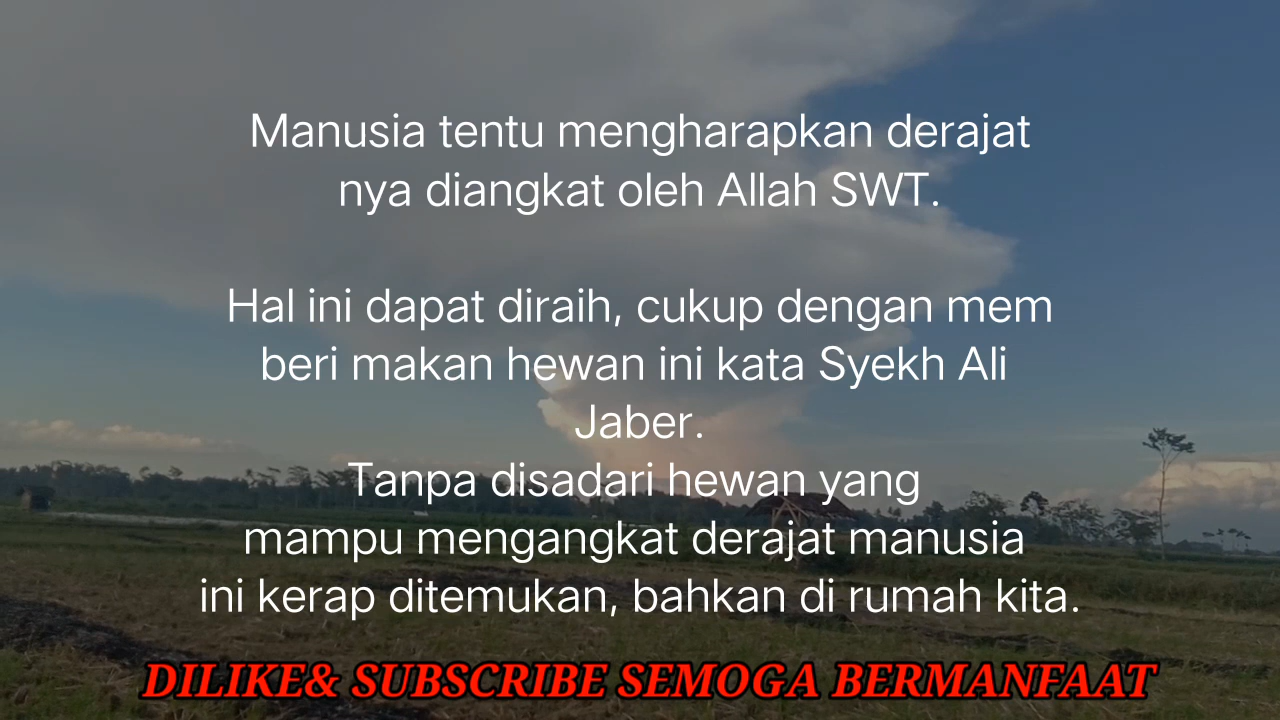 Manusia tentu mengharapkan derajat
nya diangkat oleh Allah SWT.
Hal ini dapat diraih, cukup dengan mem
beri makan hewan ini kata Syekh Ali
Jaber.
Tanpa disadari hewan yang
mampu mengangkat derajat manusia
ini kerap ditemukan, bahkan di rumah kita.
DILIKE& SUBSCRIBE SEMOGA BERMANFAAT